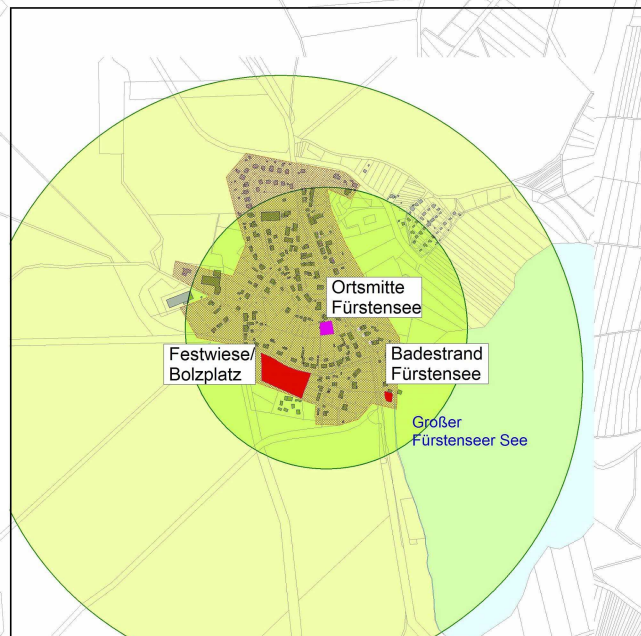 Ortsmitte
Fürstensee
Festwiese/
Bolzplatz
Badestrand
Fürstensee
Großer
Fürstenseer See